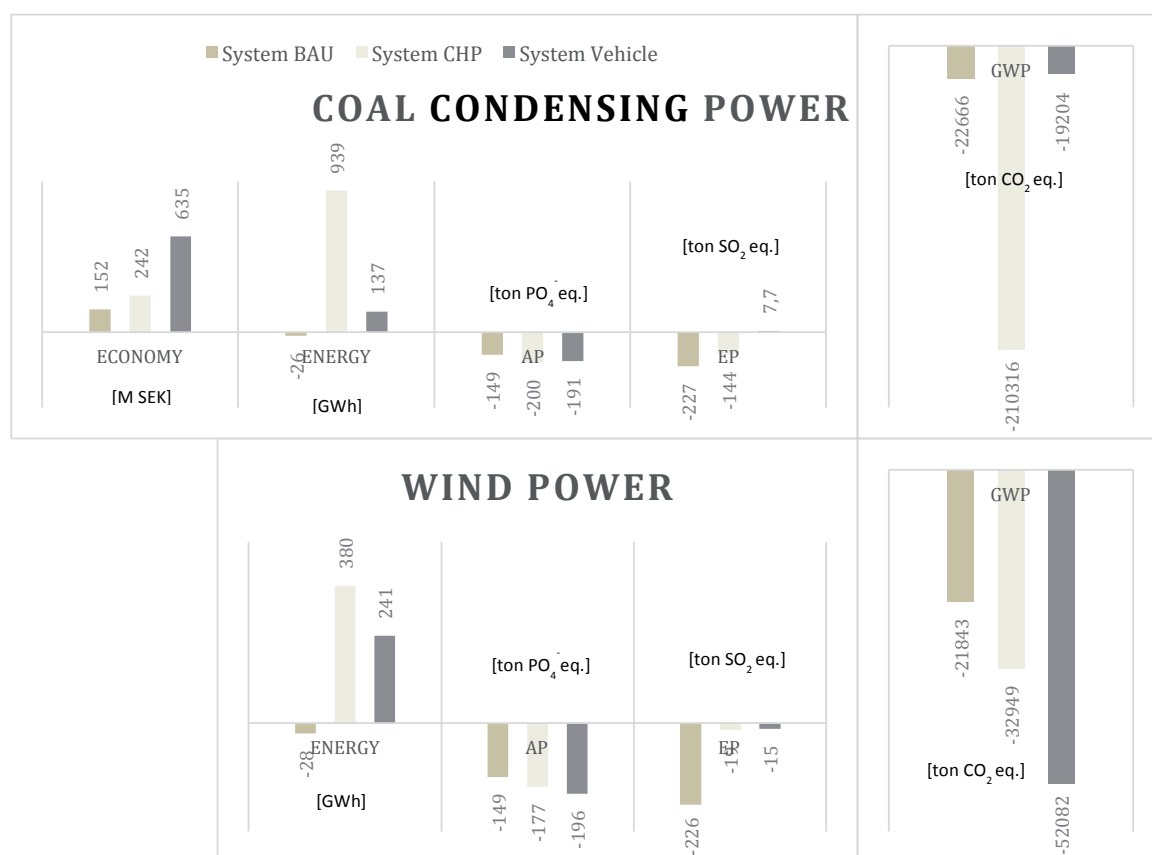 System BAU System CHP System Vehicle
COAL CONDENSING POWER
152 242 635
ECONOMY
[M SEK]
-26 939 137
ENERGY
[GWh]
[ton PO4- eq.]
AP
-149 -200 -191
[ton SO2 eq.]
7,7
EP
-227 -144
GWP
-22666 -19204
[ton CO2 eq.]
-210316
WIND POWER
380 241
-28 ENERGY
[GWh]
[ton PO4- eq.]
AP
-149 -177 -196
[ton SO2 eq.]
EP
-19 -15
-226
GWP
-21843 -32949
[ton CO2 eq.]
-52082